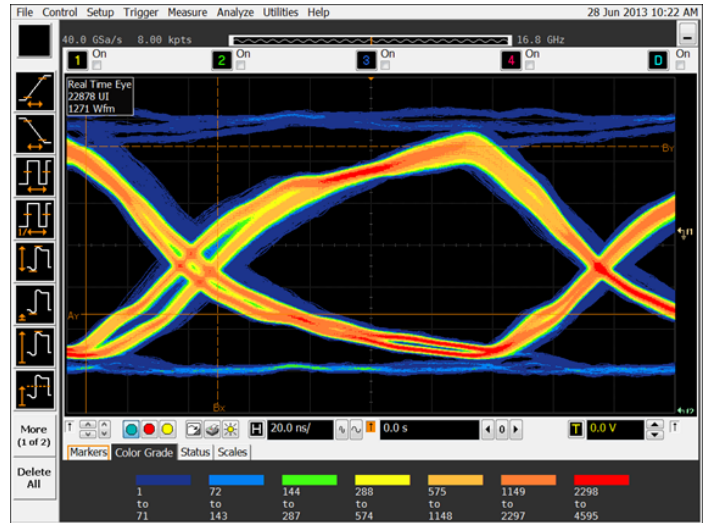 File Control Setup Trigger Measure Analyze Utilities Help 28 Jun 2013 10:22 AM
40.0 GSa/s 8.00 kpts 16.8 GHz
1 On 2 On 3 On 4 On D On
Real Time Eye
22878 UI
1271 Wfm
BY
AY
BX
More
(1 of 2)
Delete
All
H 20.0 ns/ T 0.0 s 0 T 0.0 V
Markers Color Grade Status Scales
1 72 144 288 575 1149 2298
to to to to to to to
71 143 287 574 1148 2297 4595